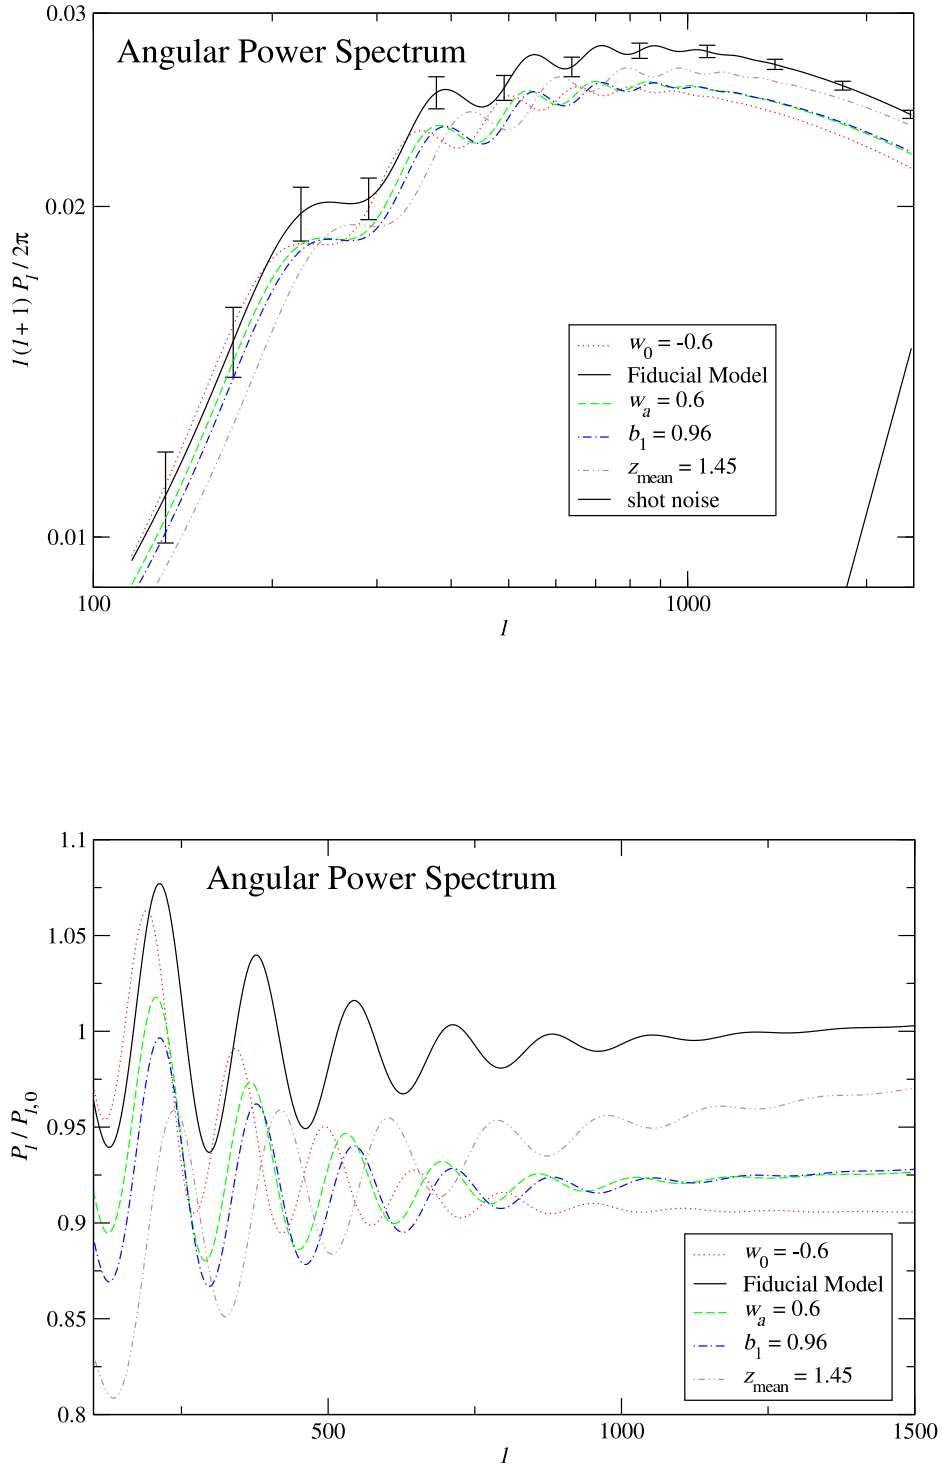 0.03
Angular Power Spectrum
0.02
l(l+1) P_l / 2π
w_0 = -0.6
Fiducial Model
w_a = 0.6
b_1 = 0.96
z_mean = 1.45
shot noise
0.01
100
1000
l
1.1
Angular Power Spectrum
1.05
1
P_l / P_l,0
0.95
0.9
w_0 = -0.6
Fiducial Model
w_a = 0.6
b_1 = 0.96
z_mean = 1.45
0.85
0.8
500
1000
1500
l